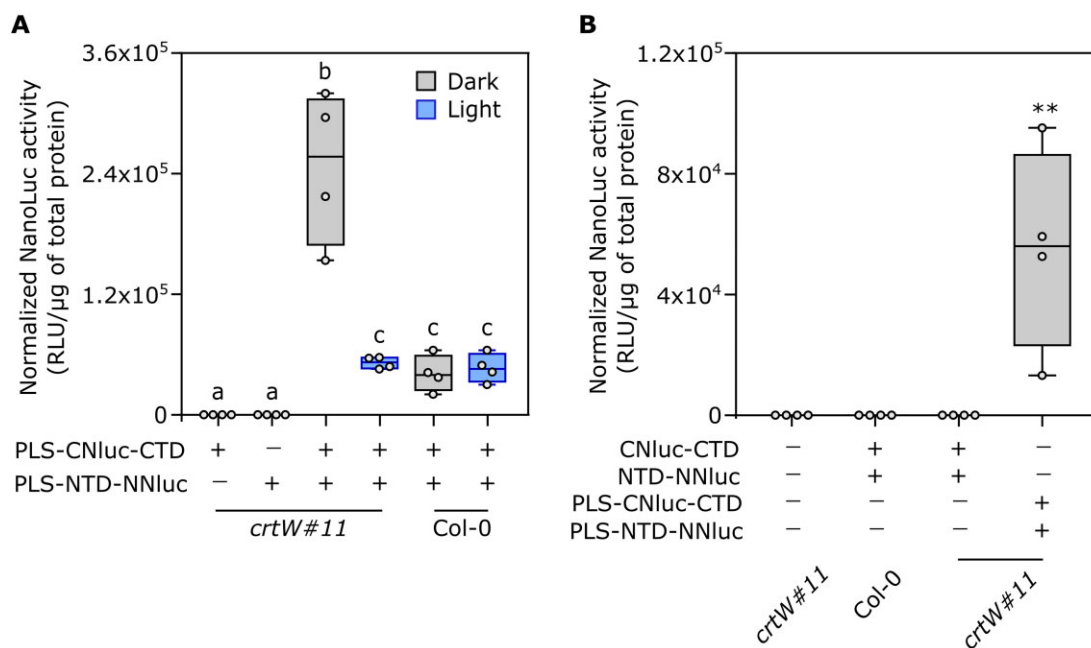 A
Normalized NanoLuc activity
(RLU/µg of total protein)
3.6x10⁵
2.4x10⁵
1.2x10⁵
0
Dark
Light
a a b c c c
PLS-CNluc-CTD + − + + + +
PLS-NTD-NNluc − + + + + +
crtW#11 Col-0
B
Normalized NanoLuc activity
(RLU/µg of total protein)
1.2x10⁵
8x10⁴
4x10⁴
0
**
CNluc-CTD − + + −
NTD-NNluc − + + −
PLS-CNluc-CTD − − − +
PLS-NTD-NNluc − − − +
crtW#11 Col-0 crtW#11